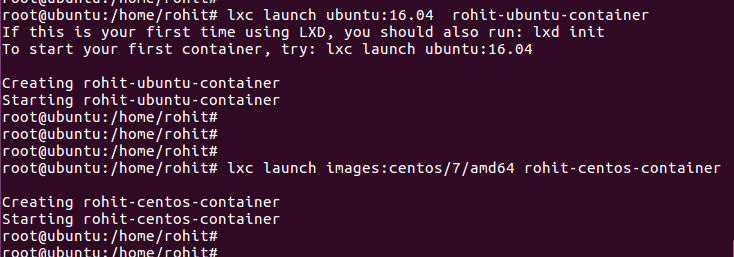 root@ubuntu:/home/rohit# lxc launch ubuntu:16.04  rohit-ubuntu-container
If this is your first time using LXD, you should also run: lxd init
To start your first container, try: lxc launch ubuntu:16.04
Creating rohit-ubuntu-container
Starting rohit-ubuntu-container
root@ubuntu:/home/rohit#
root@ubuntu:/home/rohit#
root@ubuntu:/home/rohit#
root@ubuntu:/home/rohit# lxc launch images:centos/7/amd64 rohit-centos-container
Creating rohit-centos-container
Starting rohit-centos-container
root@ubuntu:/home/rohit#
root@ubuntu:/home/rohit#